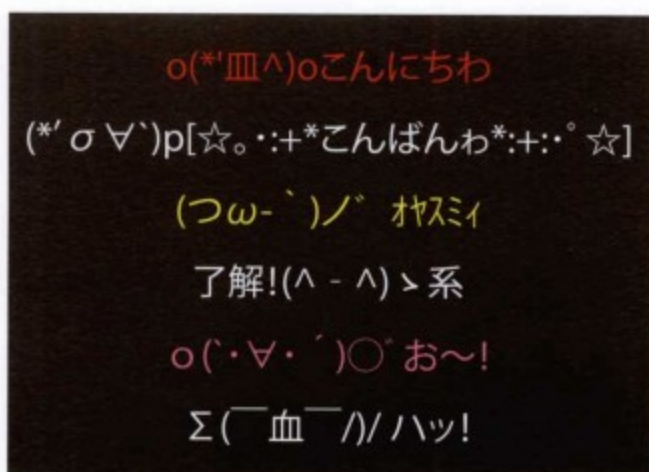 o(*'皿^)oこんにちわ
(*′σ∀`)p[☆。･:+*こんばんゎ*:+:･ﾟ☆]
(つω-｀)ノ゛ ｵﾔｽﾐｨ
了解!(^‐^)ゝ系
o(｀･∀･´)○゛お～!
Σ(￣血￣/)/ ハッ!